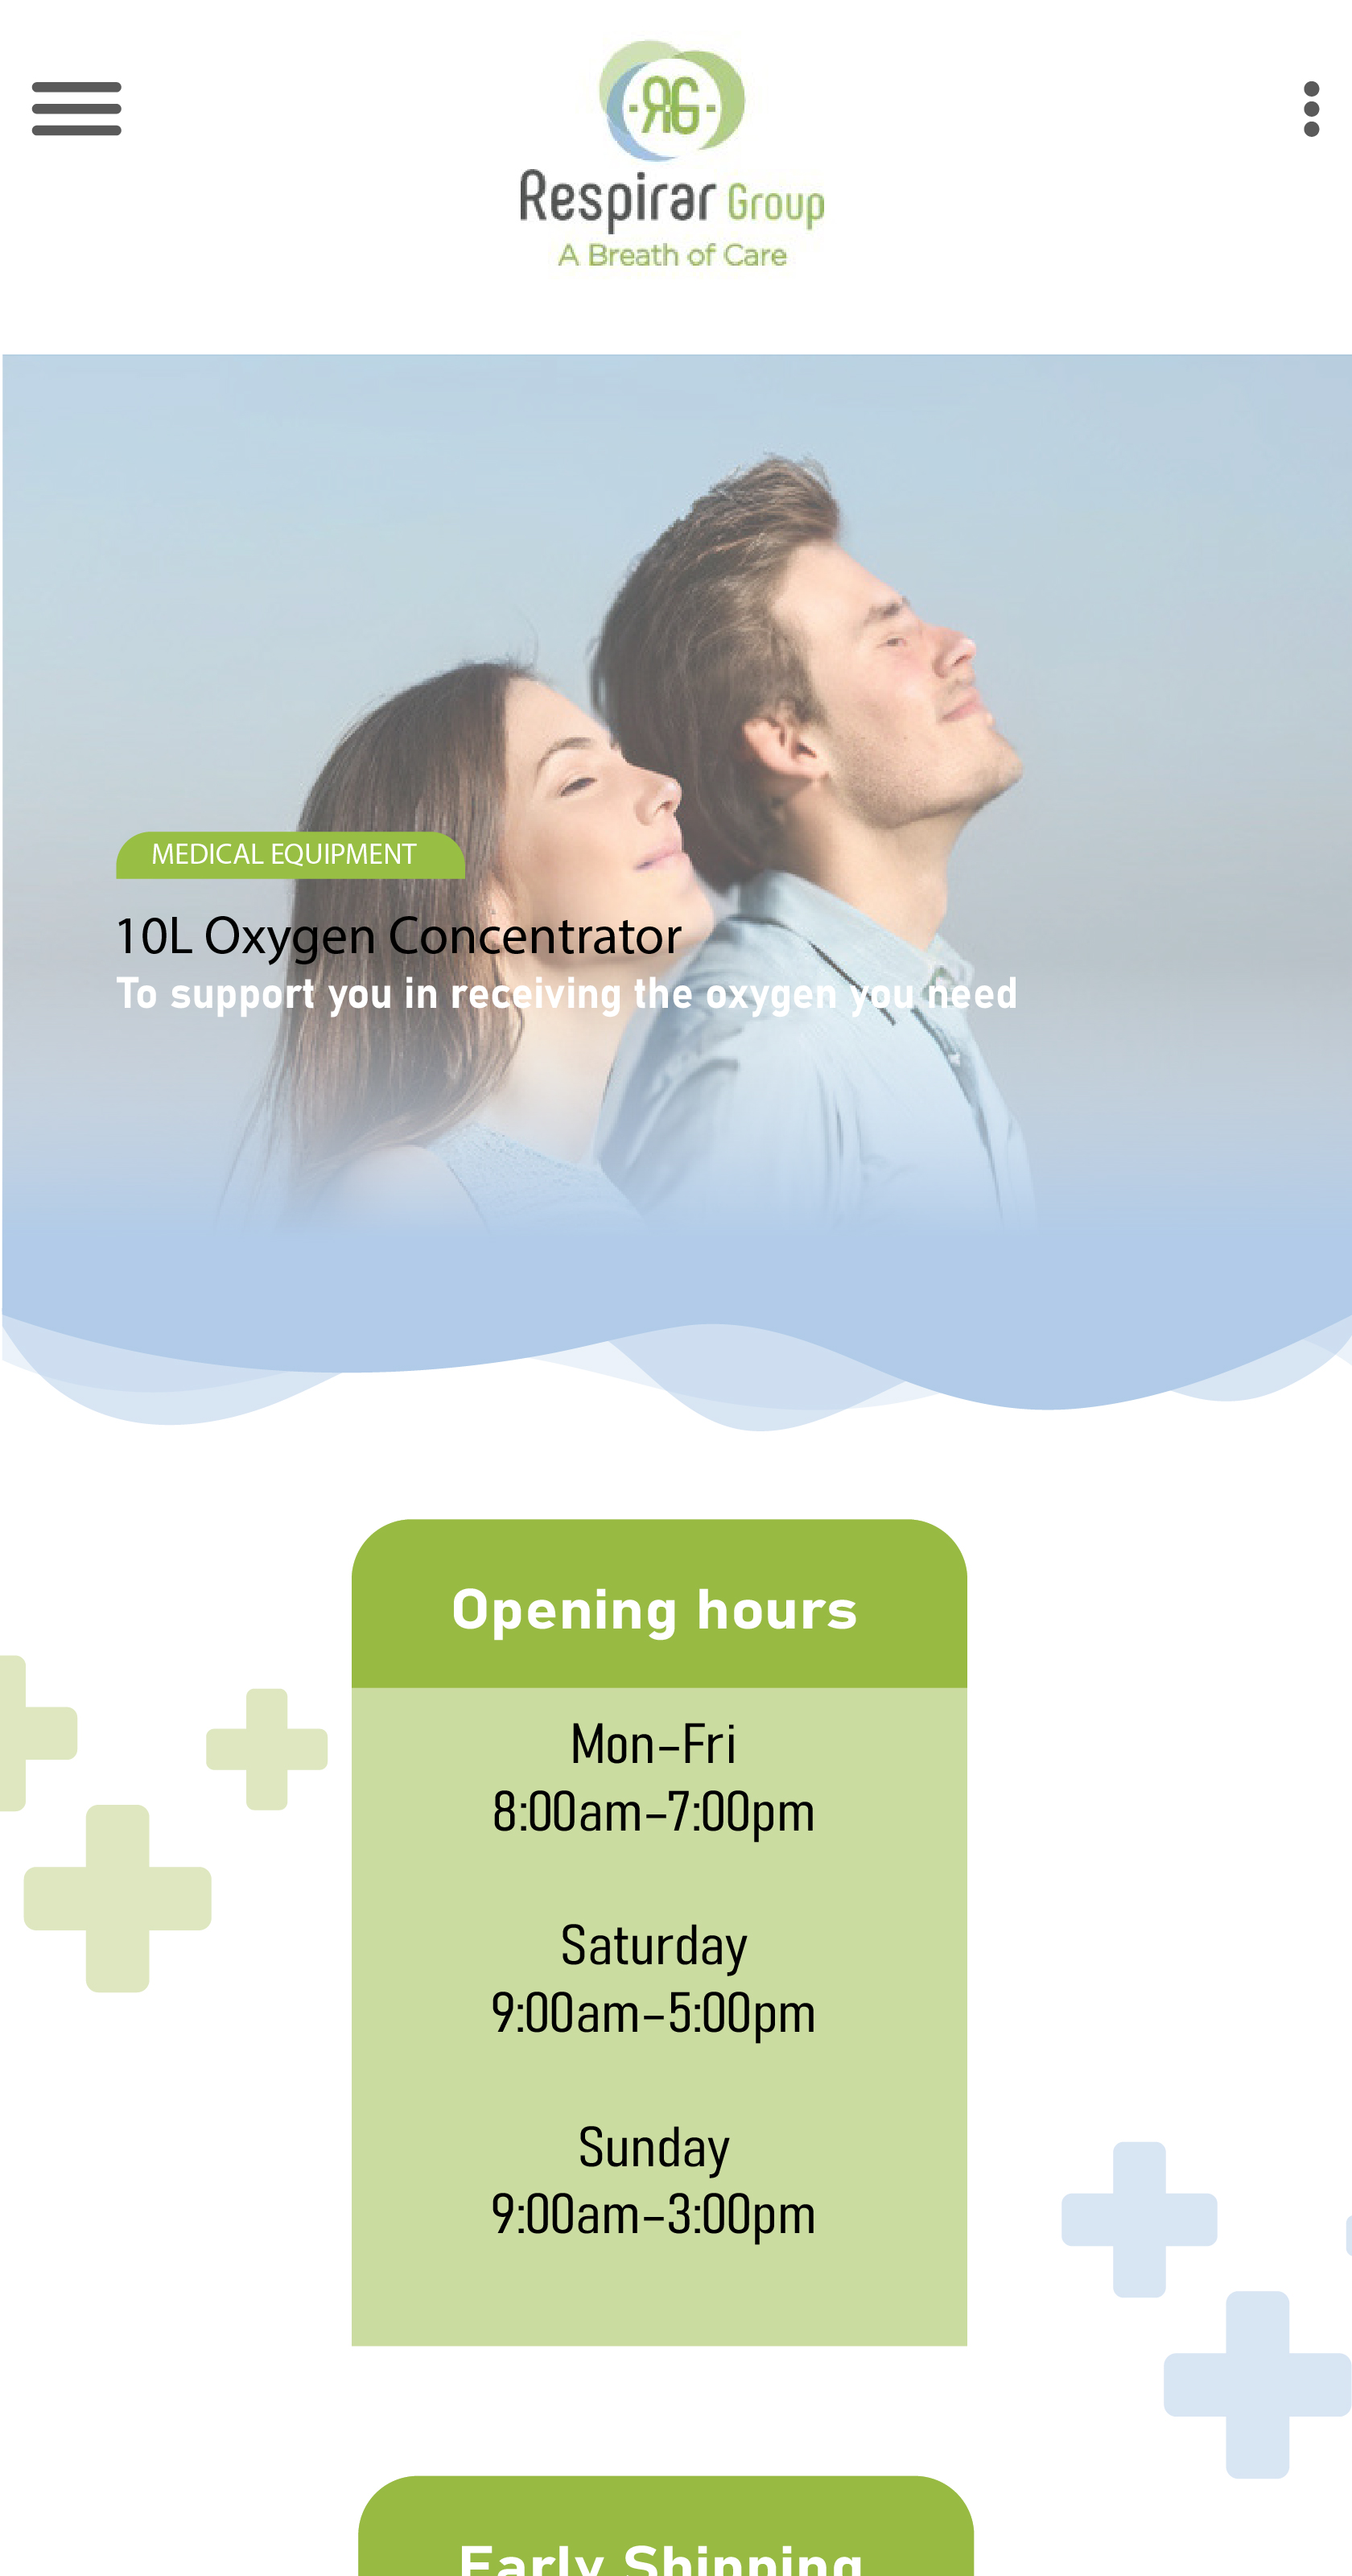 RG
Respirar Group
A Breath of Care
MEDICAL EQUIPMENT
10L Oxygen Concentrator
To support you in receiving the oxygen you need
Opening hours
Mon–Fri
8:00am–7:00pm
Saturday
9:00am–5:00pm
Sunday
9:00am–3:00pm
Early Shipping